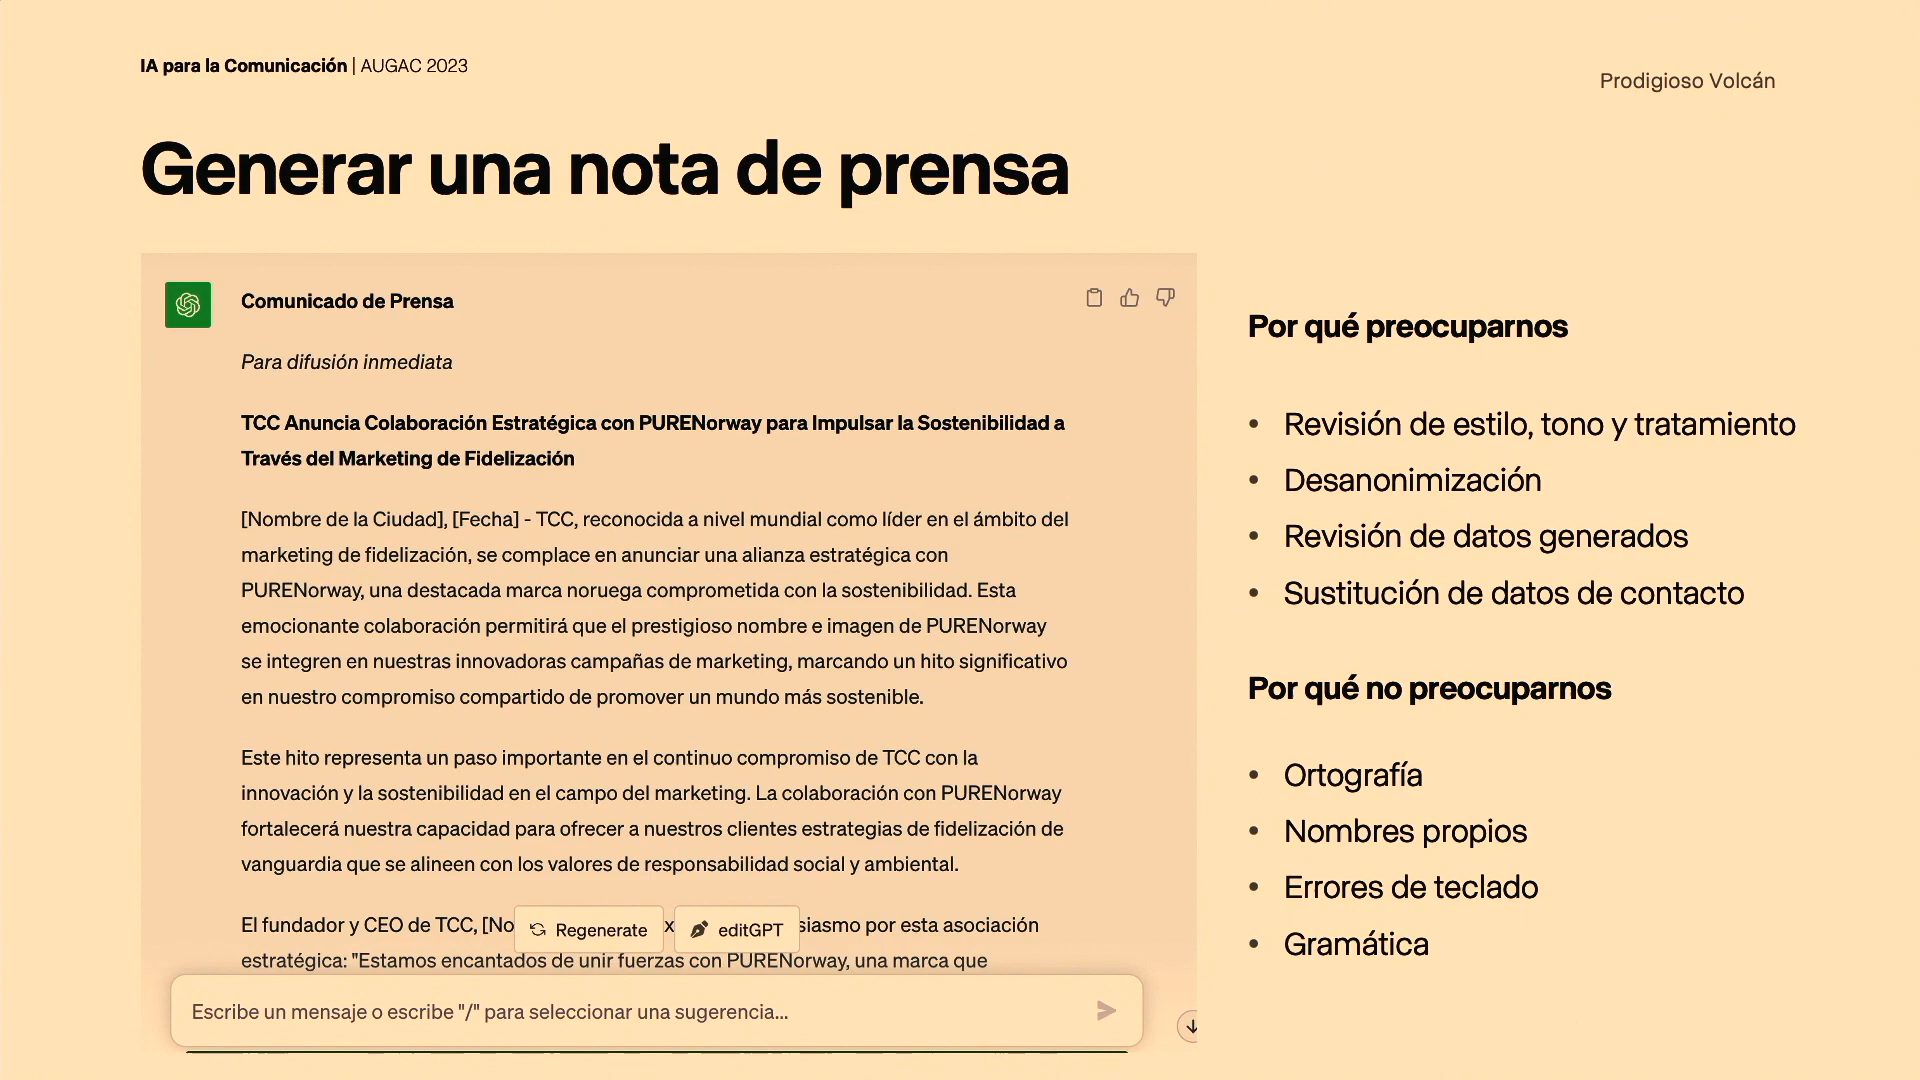 IA para la Comunicación | AUGAC 2023
Prodigioso Volcán
Generar una nota de prensa
Comunicado de Prensa
Para difusión inmediata
TCC Anuncia Colaboración Estratégica con PURENorway para Impulsar la Sostenibilidad a
Través del Marketing de Fidelización
[Nombre de la Ciudad], [Fecha] - TCC, reconocida a nivel mundial como líder en el ámbito del
marketing de fidelización, se complace en anunciar una alianza estratégica con
PURENorway, una destacada marca noruega comprometida con la sostenibilidad. Esta
emocionante colaboración permitirá que el prestigioso nombre e imagen de PURENorway
se integren en nuestras innovadoras campañas de marketing, marcando un hito significativo
en nuestro compromiso compartido de promover un mundo más sostenible.
Este hito representa un paso importante en el continuo compromiso de TCC con la
innovación y la sostenibilidad en el campo del marketing. La colaboración con PURENorway
fortalecerá nuestra capacidad para ofrecer a nuestros clientes estrategias de fidelización de
vanguardia que se alineen con los valores de responsabilidad social y ambiental.
El fundador y CEO de TCC, [No x siasmo por esta asociación
Regenerate
editGPT
estratégica: "Estamos encantados de unir fuerzas con PURENorway, una marca que
Escribe un mensaje o escribe "/" para seleccionar una sugerencia...
Por qué preocuparnos
• Revisión de estilo, tono y tratamiento
• Desanonimización
• Revisión de datos generados
• Sustitución de datos de contacto
Por qué no preocuparnos
• Ortografía
• Nombres propios
• Errores de teclado
• Gramática